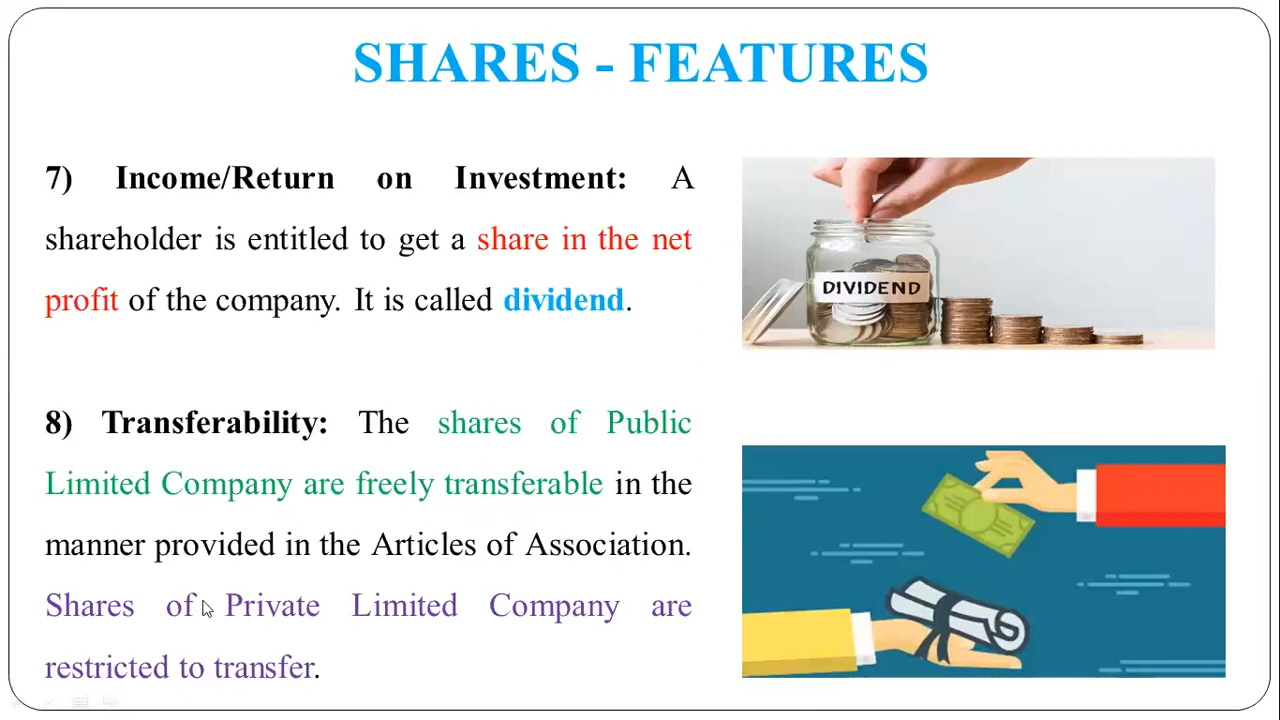 SHARES - FEATURES
7) Income/Return on Investment: A
shareholder is entitled to get a share in the net
profit of the company. It is called dividend.
DIVIDEND
8) Transferability: The shares of Public
Limited Company are freely transferable in the
manner provided in the Articles of Association.
Shares of Private Limited Company are
restricted to transfer.